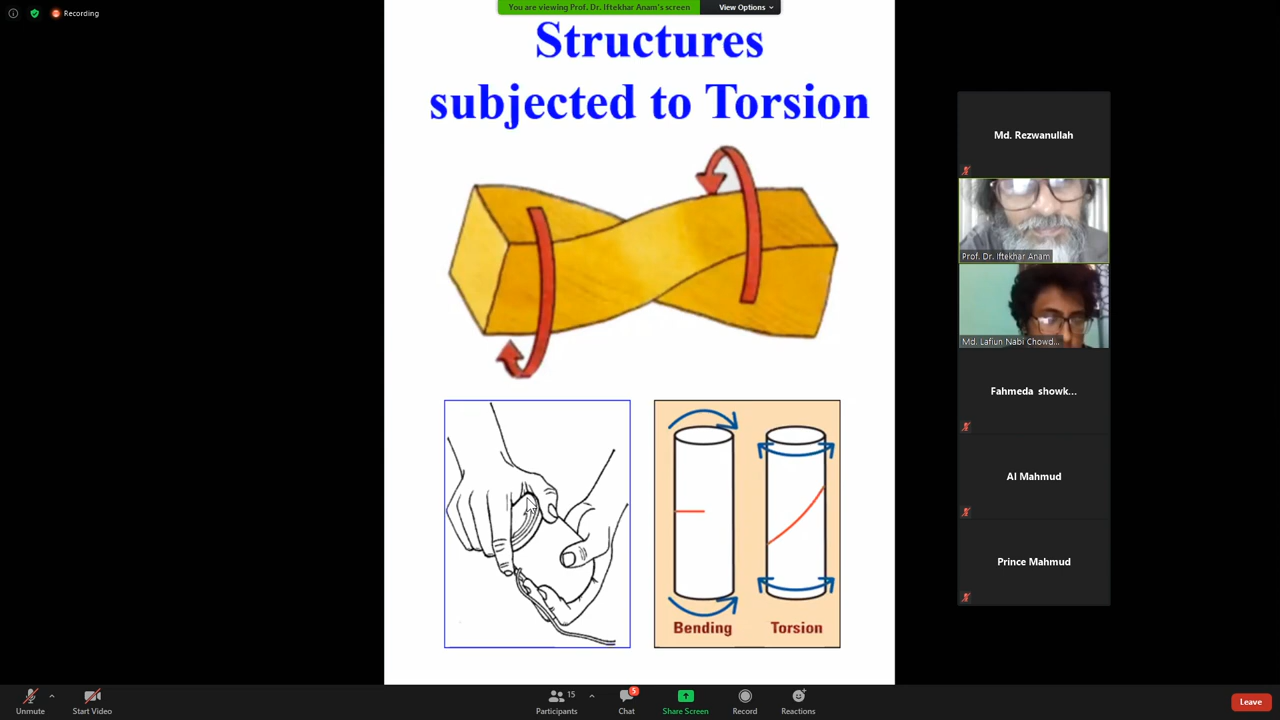 Recording
You are viewing Prof. Dr. Iftekhar Anam's screen
View Options
Structures
subjected to Torsion
Bending
Torsion
Md. Rezwanullah
Prof. Dr. Iftekhar Anam
Md. Lafiun Nabi Chowd...
Fahmeda showk...
Al Mahmud
Prince Mahmud
Unmute
Start Video
15
Participants
5
Chat
Share Screen
Record
Reactions
Leave